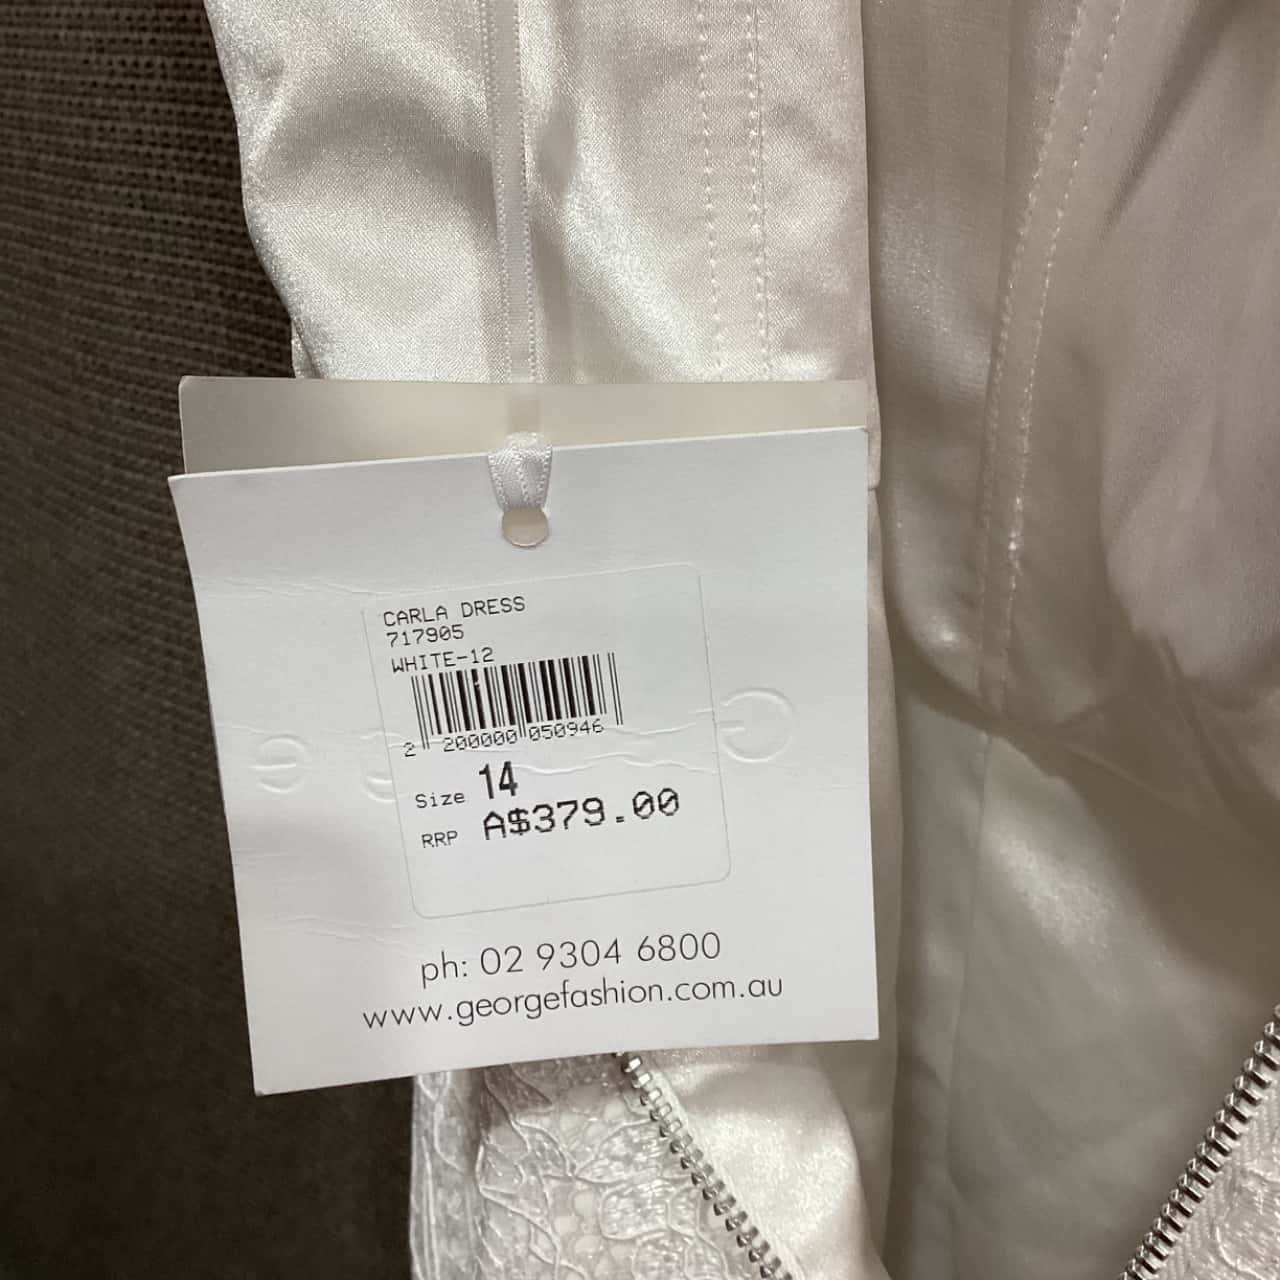 CARLA DRESS
717905
WHITE-12
2 200000 050946
Size 14
RRP A$379.00
ph: 02 9304 6800
www.georgefashion.com.au